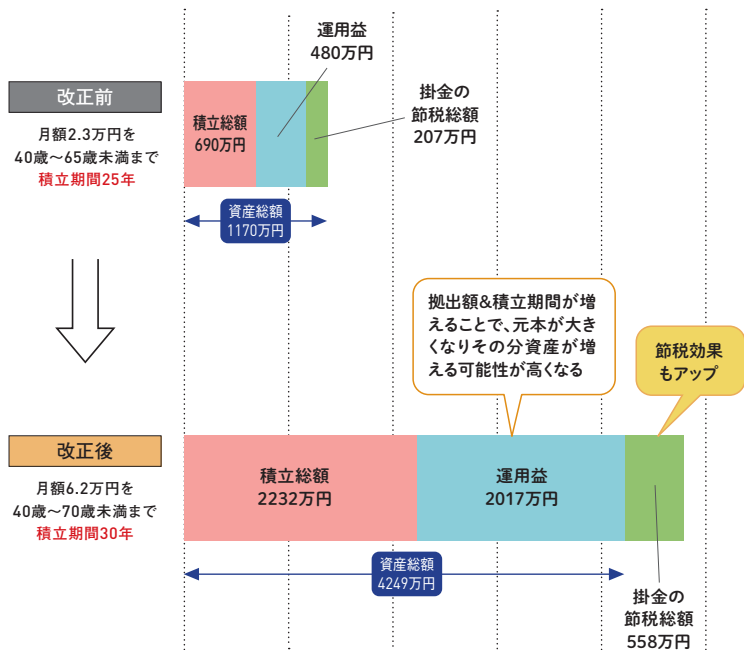 運用益
480万円
改正前
月額2.3万円を
40歳〜65歳未満まで
積立期間25年
積立総額
690万円
掛金の
節税総額
207万円
資産総額
1170万円
拠出額&積立期間が増
えることで、元本が大き
くなりその分資産が増
える可能性が高くなる
節税効果
もアップ
改正後
月額6.2万円を
40歳〜70歳未満まで
積立期間30年
積立総額
2232万円
運用益
2017万円
資産総額
4249万円
掛金の
節税総額
558万円